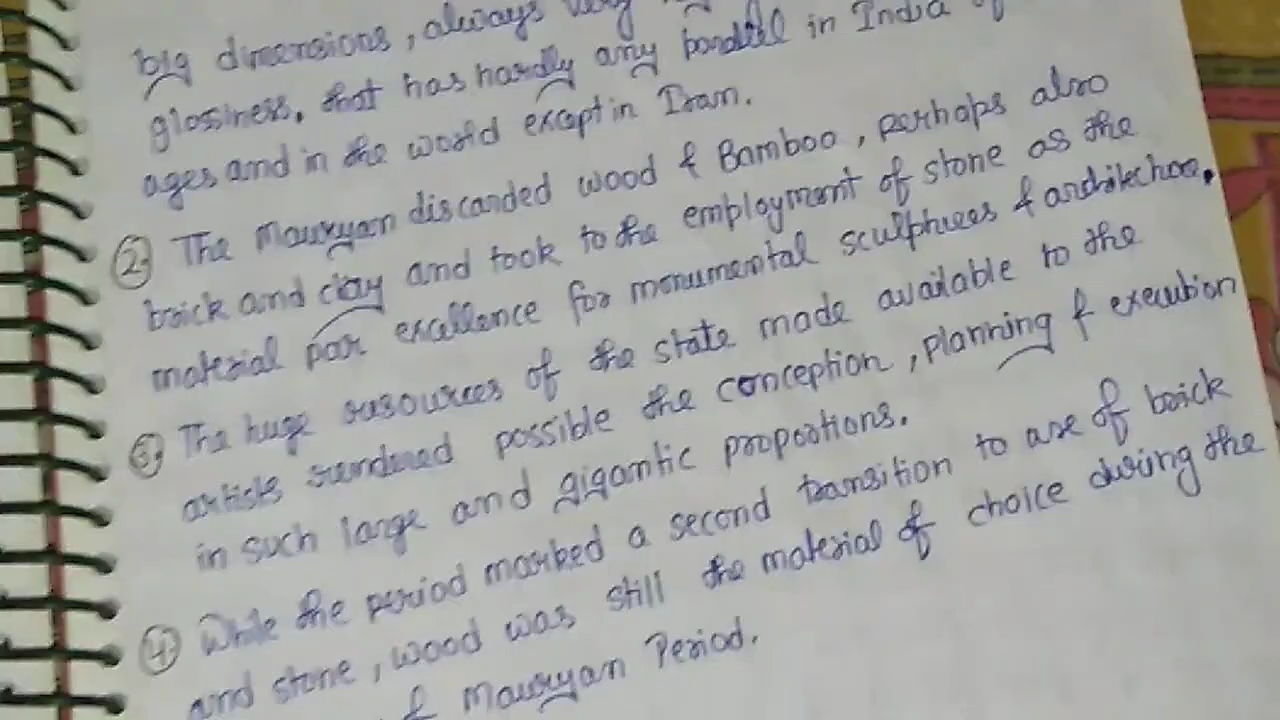 big dimensions, always
glossiness, that has hardly any parallel in India
ages and in the world except in Iran.
② The Mauryan discarded wood & Bamboo, perhaps also
brick and clay and took to the employment of stone as the
material par excellence for monumental sculptures &
③ The huge resources of the state made available to the
artists rendered possible the conception, planning & execution
in such large and gigantic proportions.
④ While the period marked a second transition to use of brick
and stone, wood was still the material of choice during the
Mauryan Period.